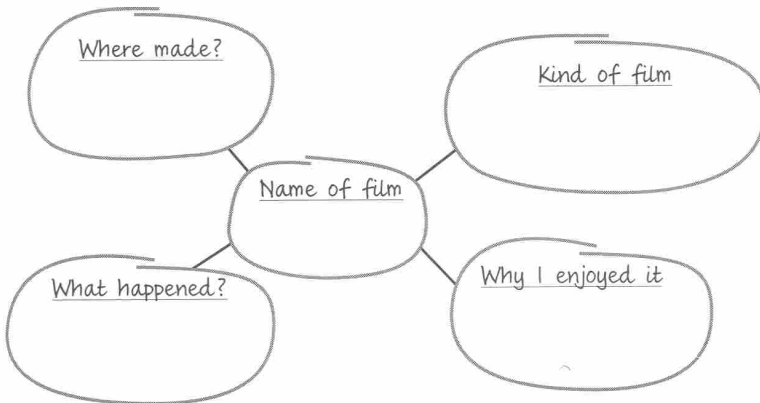 Where made?
Kind of film
Name of film
What happened?
Why I enjoyed it